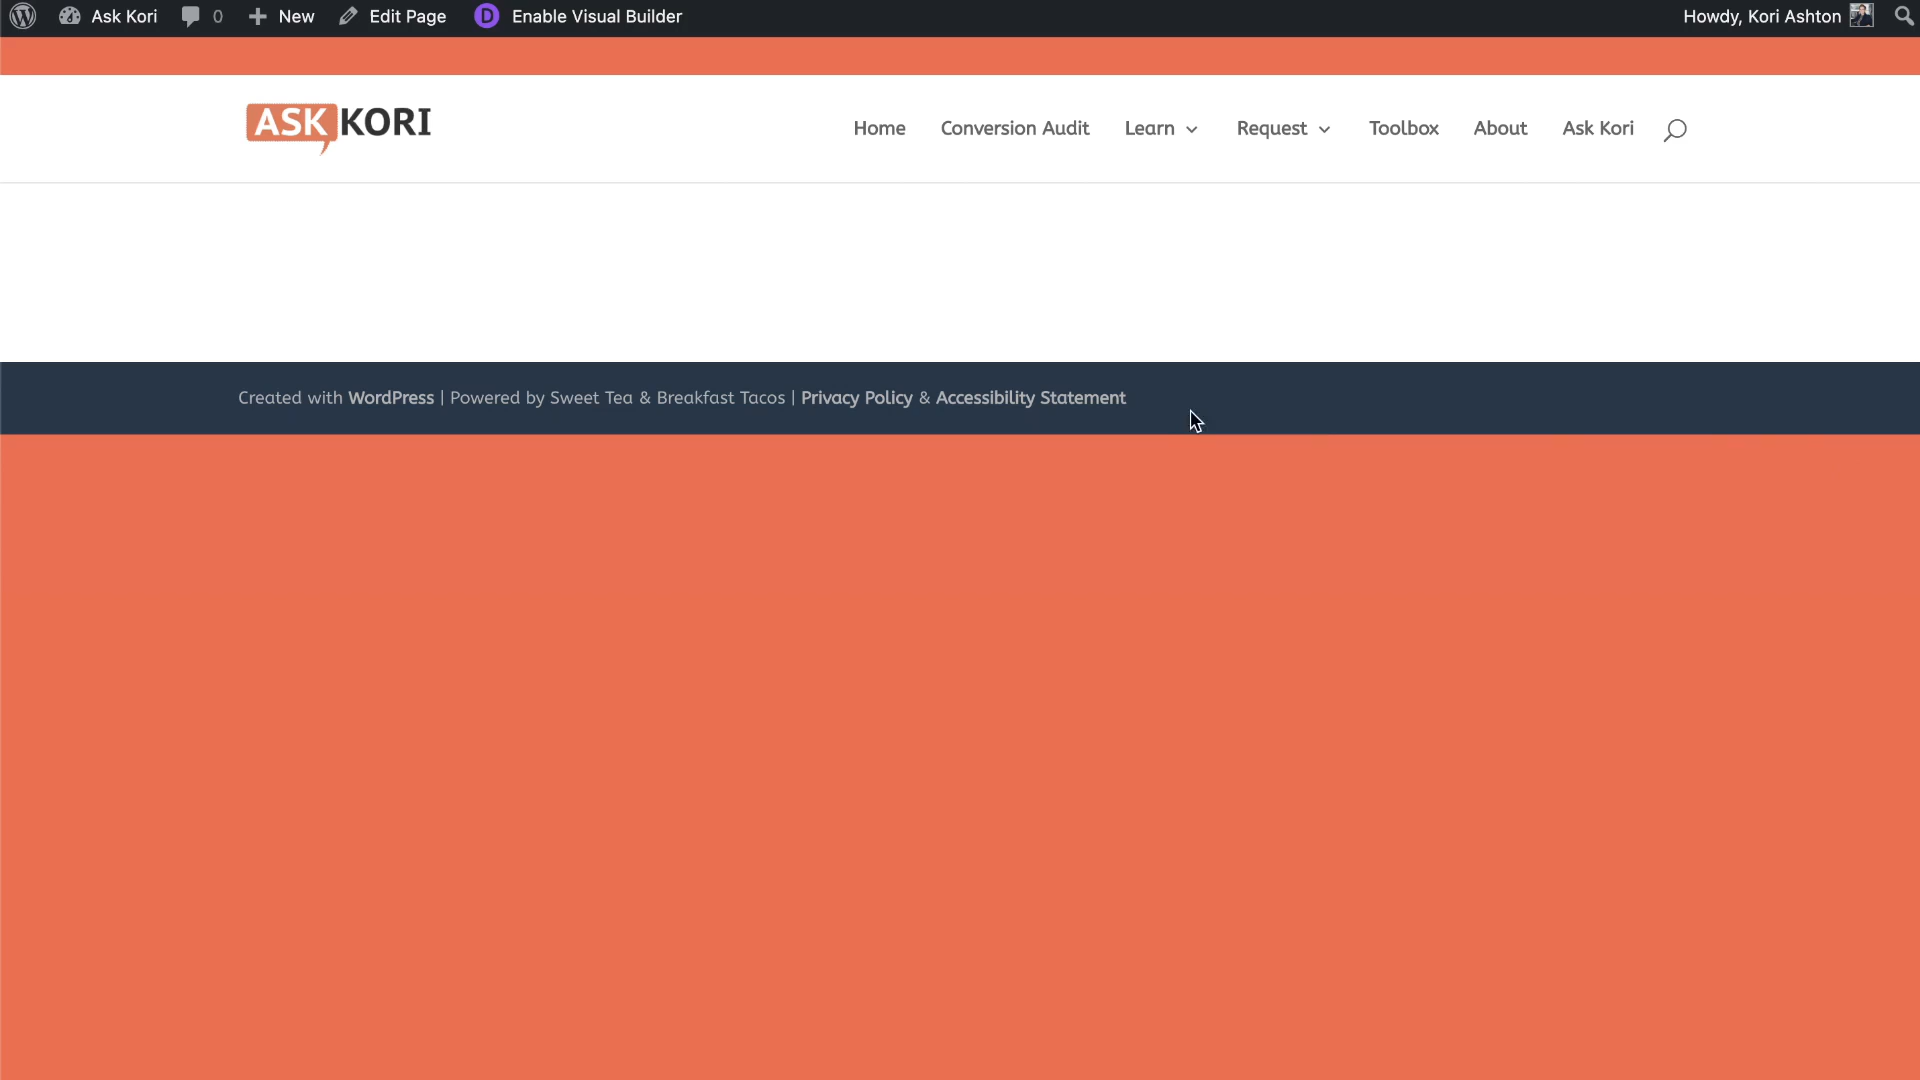 Ask Kori 0 New Edit Page D Enable Visual Builder Howdy, Kori Ashton
ASK KORI
Home Conversion Audit Learn Request Toolbox About Ask Kori
Created with WordPress | Powered by Sweet Tea & Breakfast Tacos | Privacy Policy & Accessibility Statement